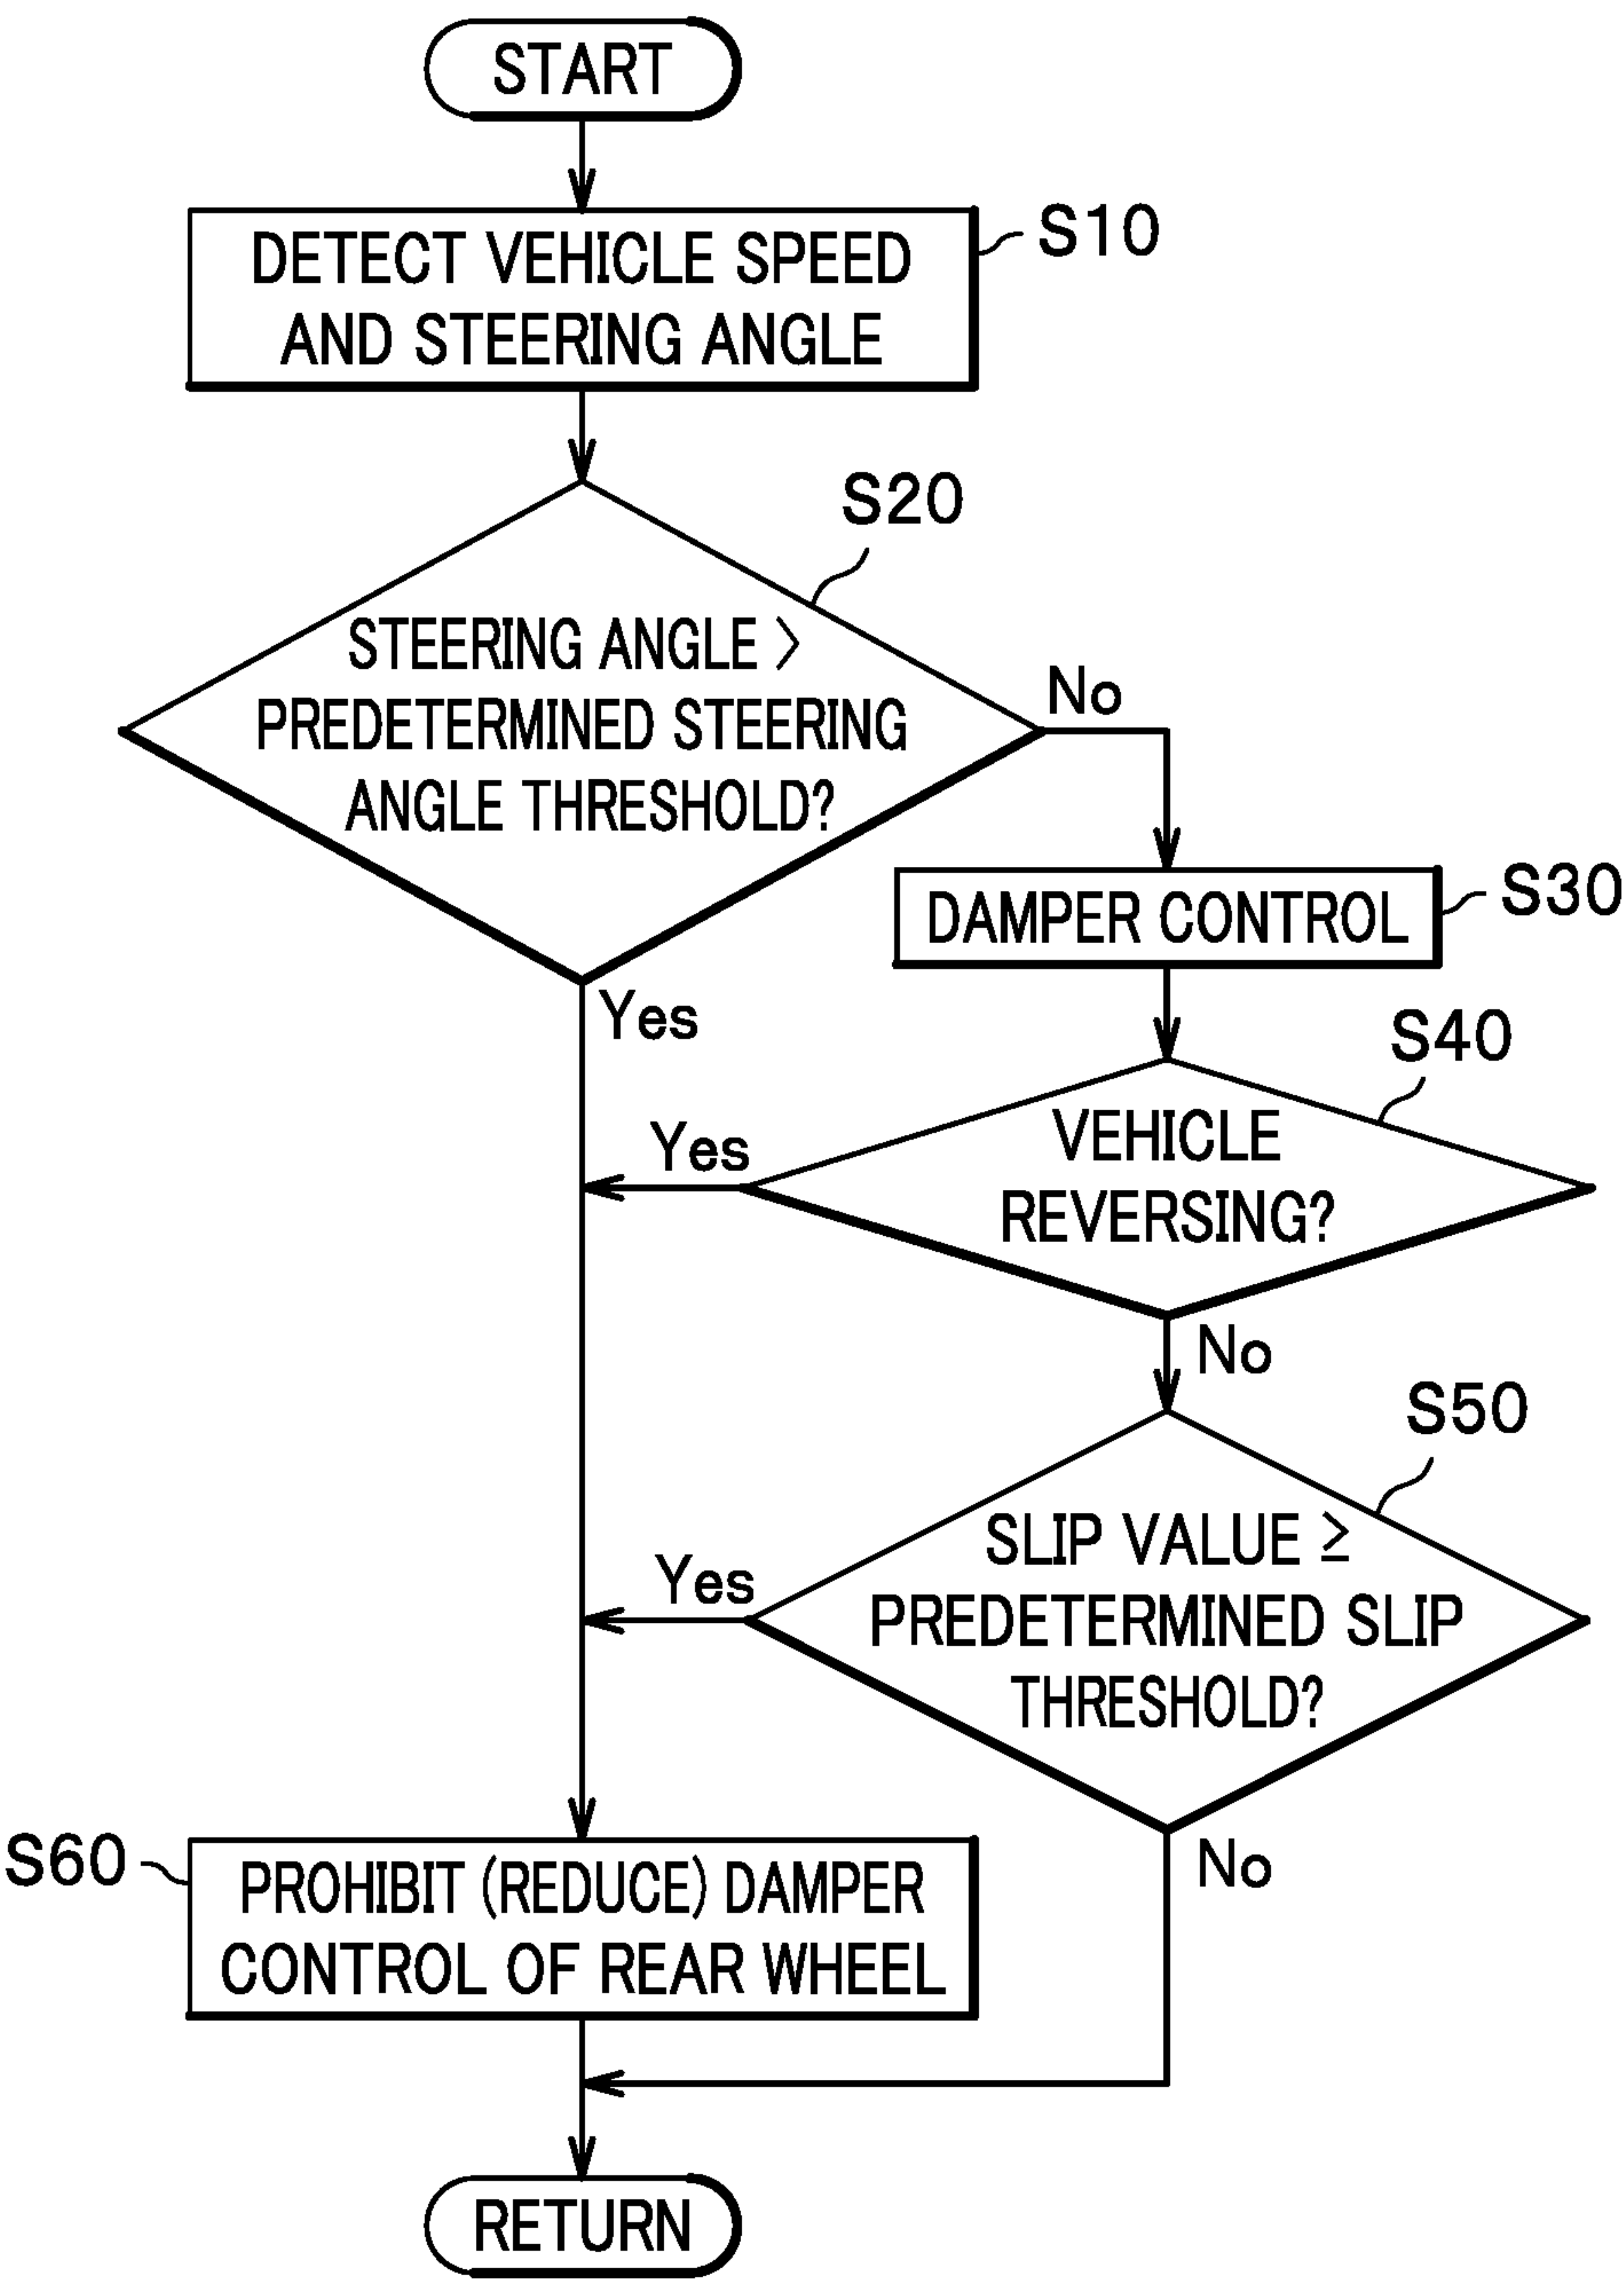 START
DETECT VEHICLE SPEED
AND STEERING ANGLE
S10
S20
STEERING ANGLE >
PREDETERMINED STEERING
ANGLE THRESHOLD?
No
Yes
DAMPER CONTROL
S30
S40
VEHICLE
REVERSING?
Yes
No
S50
SLIP VALUE ≥
PREDETERMINED SLIP
THRESHOLD?
Yes
No
S60
PROHIBIT (REDUCE) DAMPER
CONTROL OF REAR WHEEL
RETURN